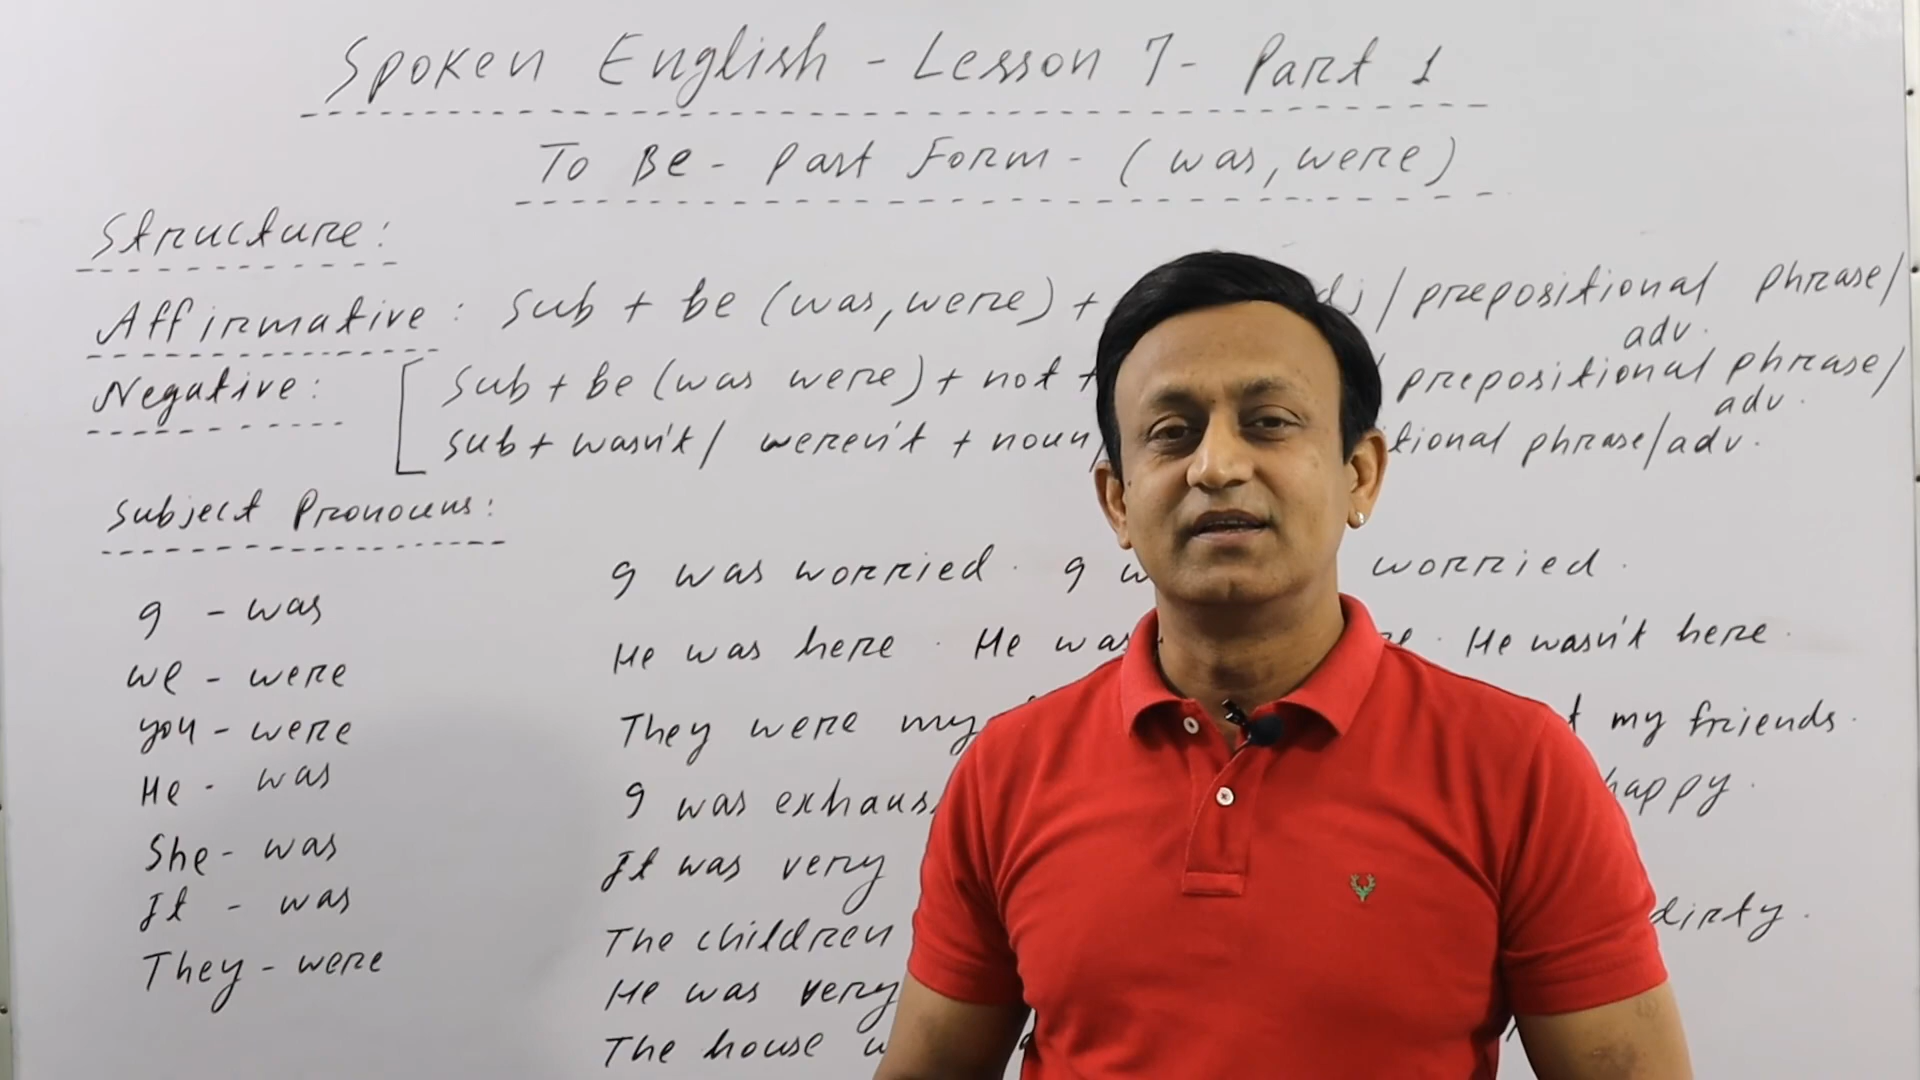 Spoken English - Lesson 7 - Part 1
To Be - Past Form - (was, were)
Structure:
Affirmative: Sub + be (was, were) + adj / prepositional phrase/
adv.
Negative: Sub + be (was were) + not + / prepositional phrase/
adv.
Sub + wasn't / weren't + noun/ phrase/adv.
Subject Pronouns:
I - was
we - were
you - were
He - was
She - was
It - was
They - were
I was worried. I worried.
He was here. He was He wasn't here.
They were my my friends.
I was happy.
It was very
The children dirty.
He was very
The house